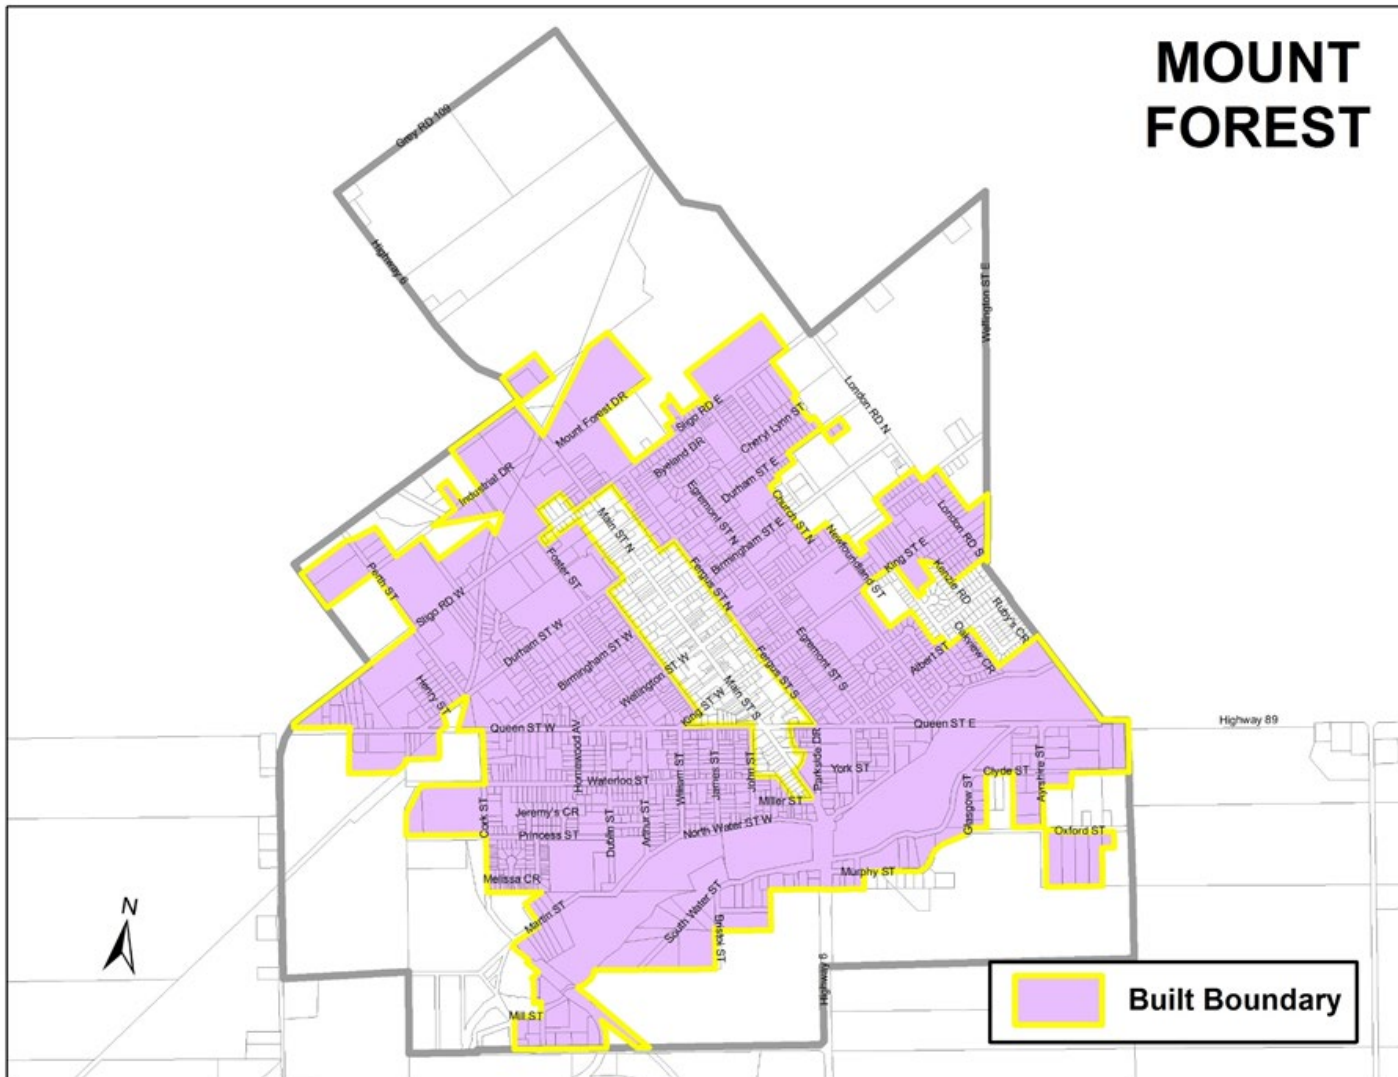 MOUNT
FOREST
Grey RD 109
Highway 6
Wellington ST E
London RD N
Mount Forest DR
Sligo RD E
Cheryl Lynn ST
Byeland DR
Industrial DR
Durham ST E
Egremont ST N
Church ST N
Main ST N
London RD S
Newfoundland ST
Birmingham ST E
King ST E
Foster ST
Fergus ST N
Kenzie RD
Perth ST
Sligo RD W
Ruby's CR
Durham ST W
Birmingham ST W
Egremont ST S
Albert ST
Oakview CR
Fergus ST S
Wellington ST W
Henry ST
Main ST S
King ST W
Queen ST W
Queen ST E
Highway 89
Homewood AV
Parkside DR
York ST
Waterloo ST
William ST
James ST
John ST
Clyde ST
Ayrshire ST
Miller ST
Glasgow ST
Cork ST
Jeremy's CR
Princess ST
Dublin ST
Arthur ST
North Water ST W
Oxford ST
Murphy ST
Melissa CR
Martin ST
South Water ST
Bristol ST
N
Highway 6
Mill ST
Built Boundary